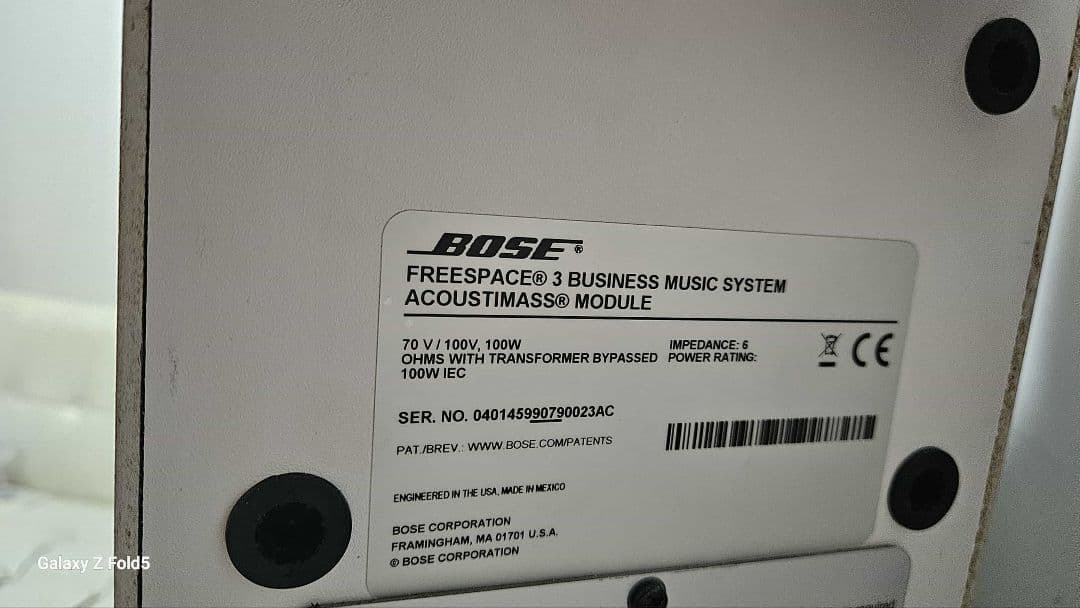 BOSE®
FREESPACE® 3 BUSINESS MUSIC SYSTEM
ACOUSTIMASS® MODULE
70 V / 100V, 100W IMPEDANCE: 6
OHMS WITH TRANSFORMER BYPASSED POWER RATING:
100W IEC
CE
SER. NO. 040145990790023AC
PAT./BREV.: WWW.BOSE.COM/PATENTS
ENGINEERED IN THE USA, MADE IN MEXICO
BOSE CORPORATION
FRAMINGHAM, MA 01701 U.S.A.
© BOSE CORPORATION
Galaxy Z Fold5